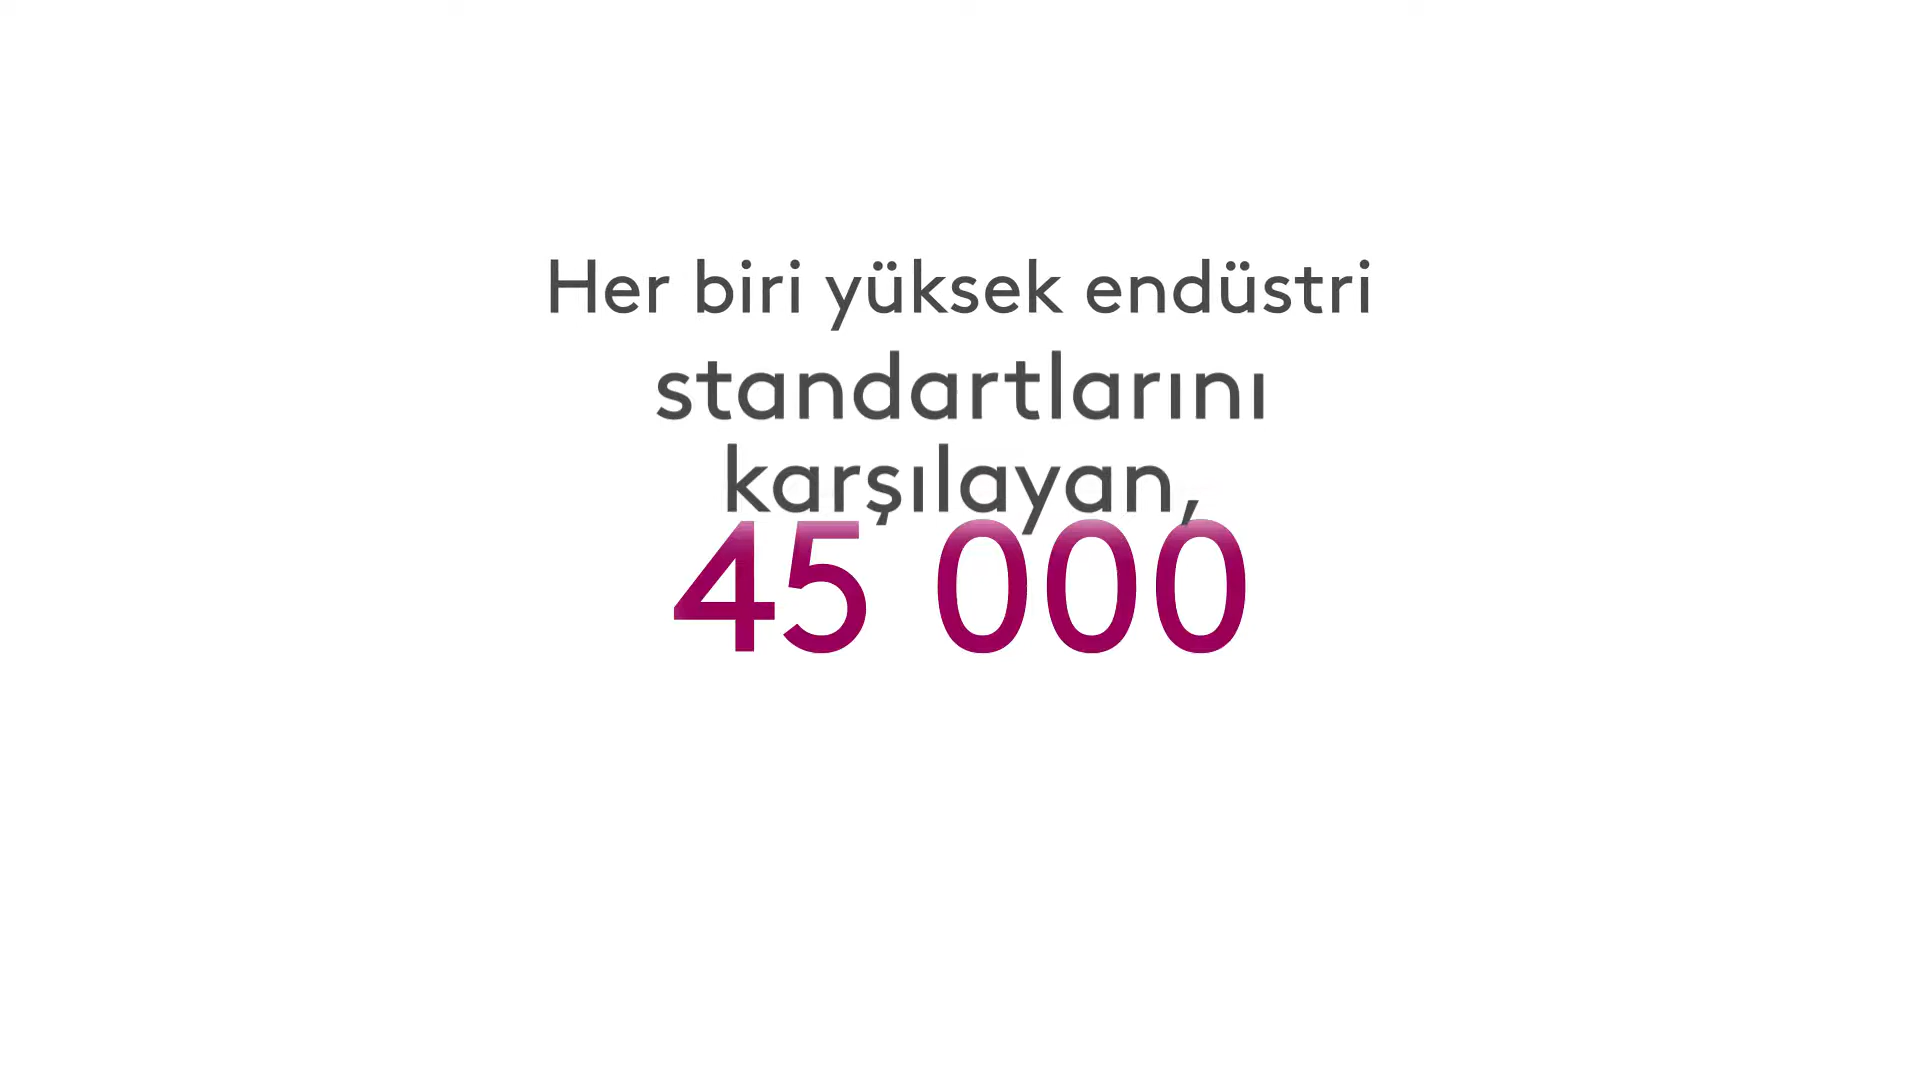 Her biri yüksek endüstri
standartlarını
karşılayan,
45 000